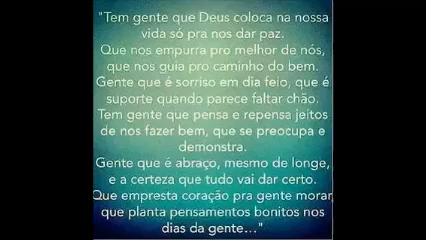 "Tem gente que Deus coloca na nossa
vida só pra nos dar paz.
Que nos empurra pro melhor de nós,
que nos guia pro caminho do bem.
Gente que é sorriso em dia feio, que é
suporte quando parece faltar chão.
Tem gente que pensa e repensa jeitos
de nos fazer bem, que se preocupa e
demonstra.
Gente que é abraço, mesmo de longe,
e a certeza que tudo vai dar certo.
Que empresta coração pra gente morar,
que planta pensamentos bonitos nos
dias da gente..."